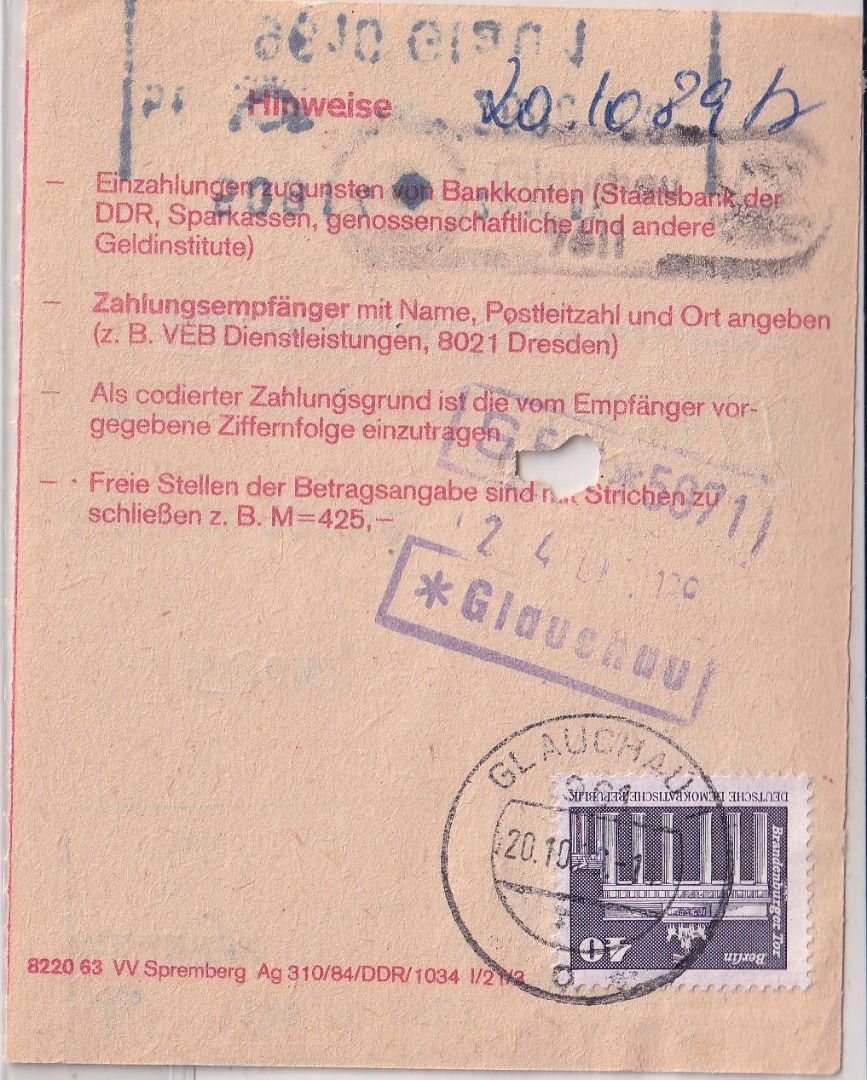 Hinweise
20.10.89
– Einzahlungen zugunsten von Bankkonten (Staatsbank der
DDR, Sparkassen, genossenschaftliche und andere
Geldinstitute)
– Zahlungsempfänger mit Name, Postleitzahl und Ort angeben
(z. B. VEB Dienstleistungen, 8021 Dresden)
– Als codierter Zahlungsgrund ist die vom Empfänger vor-
gegebene Ziffernfolge einzutragen
– Freie Stellen der Betragsangabe sind Strichen zu
schließen z. B. M=425,–
*5071
24
*Glauchau
GLAUCHAU
20.10
DEUTSCHE DEMOKRATISCHE REPUBLIK
Brandenburger Tor
Berlin
40
8220 63 VV Spremberg Ag 310/84/DDR/1034 I/21/3